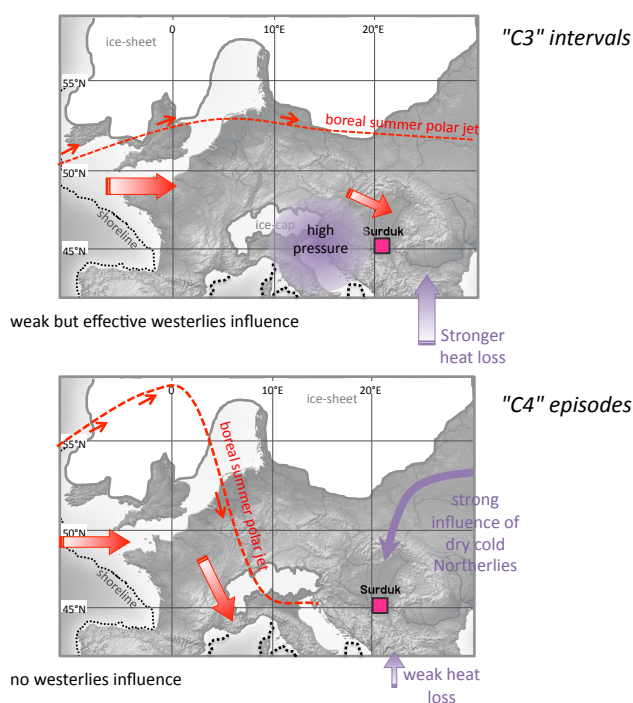 "C3" intervals
0
10°E
20°E
ice-sheet
55°N
boreal summer polar jet
50°N
shoreline
ice-cap
high
pressure
Surduk
45°N
weak but effective westerlies influence
Stronger
heat loss
"C4" episodes
0
10°E
20°E
ice-sheet
55°N
boreal summer polar jet
strong
influence of
dry cold
Northerlies
50°N
shoreline
Surduk
45°N
no westerlies influence
weak heat
loss